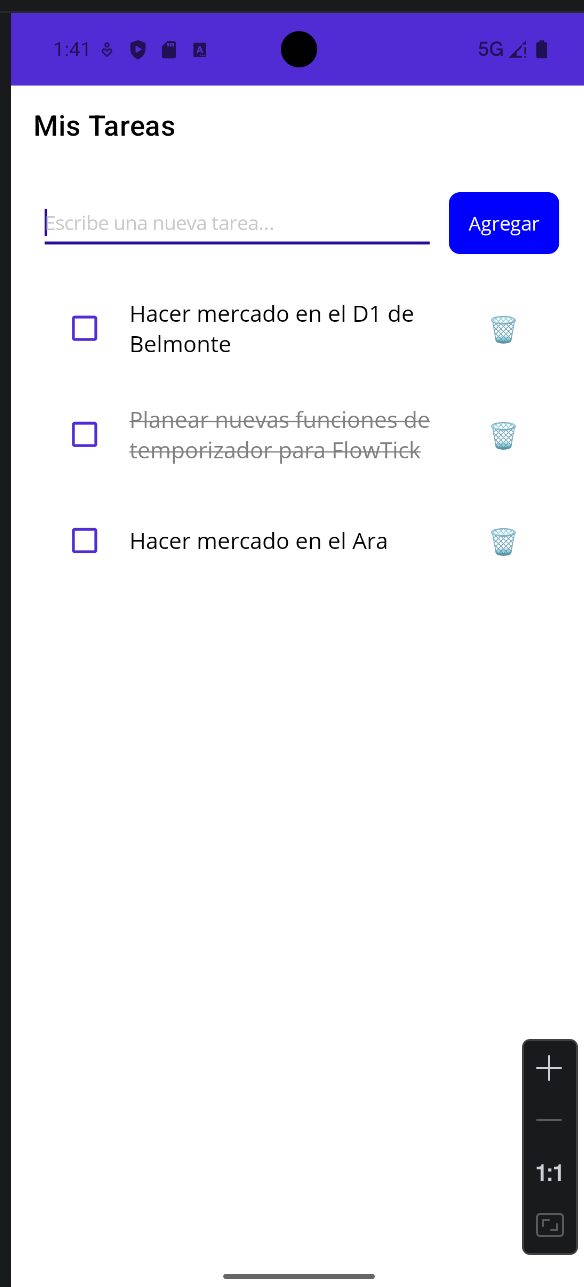 1:41
5G
Mis Tareas
Escribe una nueva tarea...
Agregar
Hacer mercado en el D1 de
Belmonte
Planear nuevas funciones de
temporizador para FlowTick
Hacer mercado en el Ara
1:1